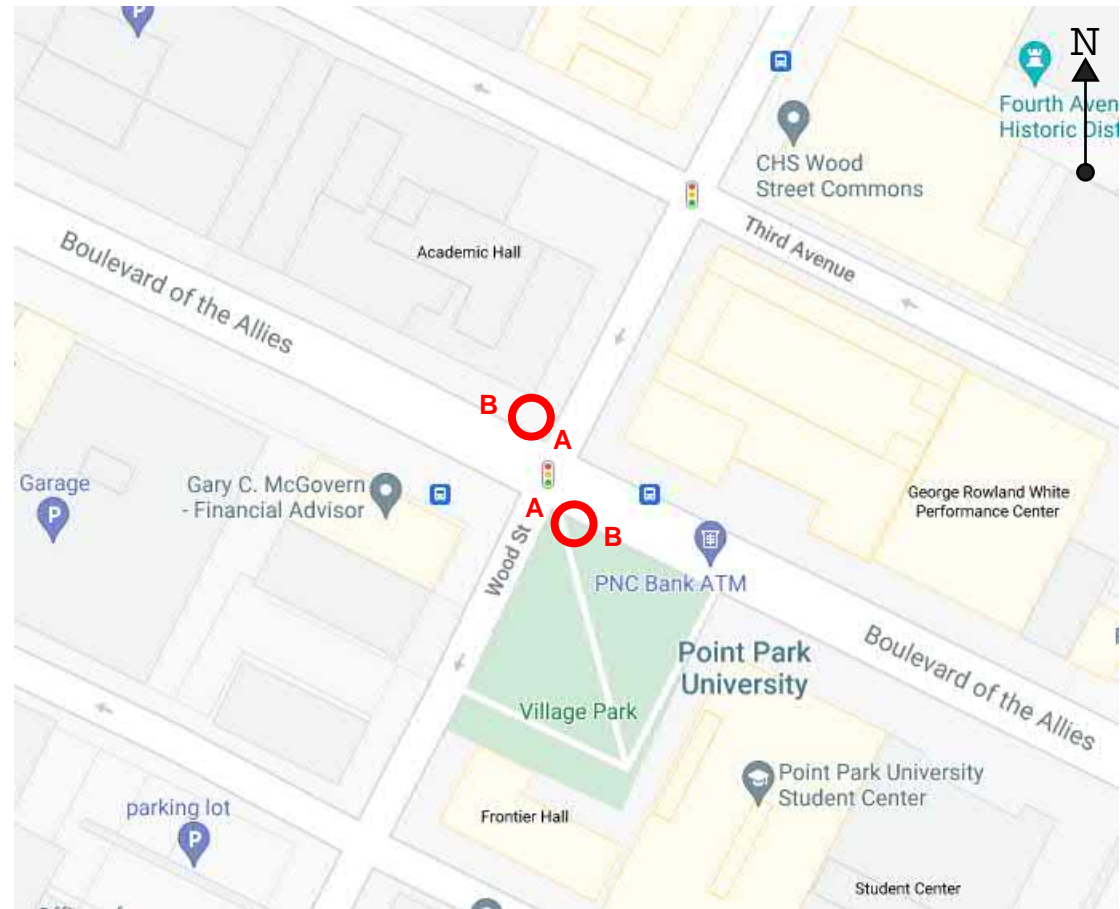 P
N
Fourth Aven
Historic Dist
CHS Wood
Street Commons
Third Avenue
Academic Hall
Boulevard of the Allies
B
A
Garage
P
Gary C. McGovern
- Financial Advisor
George Rowland White
Performance Center
A
B
Wood St
PNC Bank ATM
Point Park
University
Boulevard of the Allies
Village Park
Point Park University
Student Center
parking lot
P
Frontier Hall
Student Center